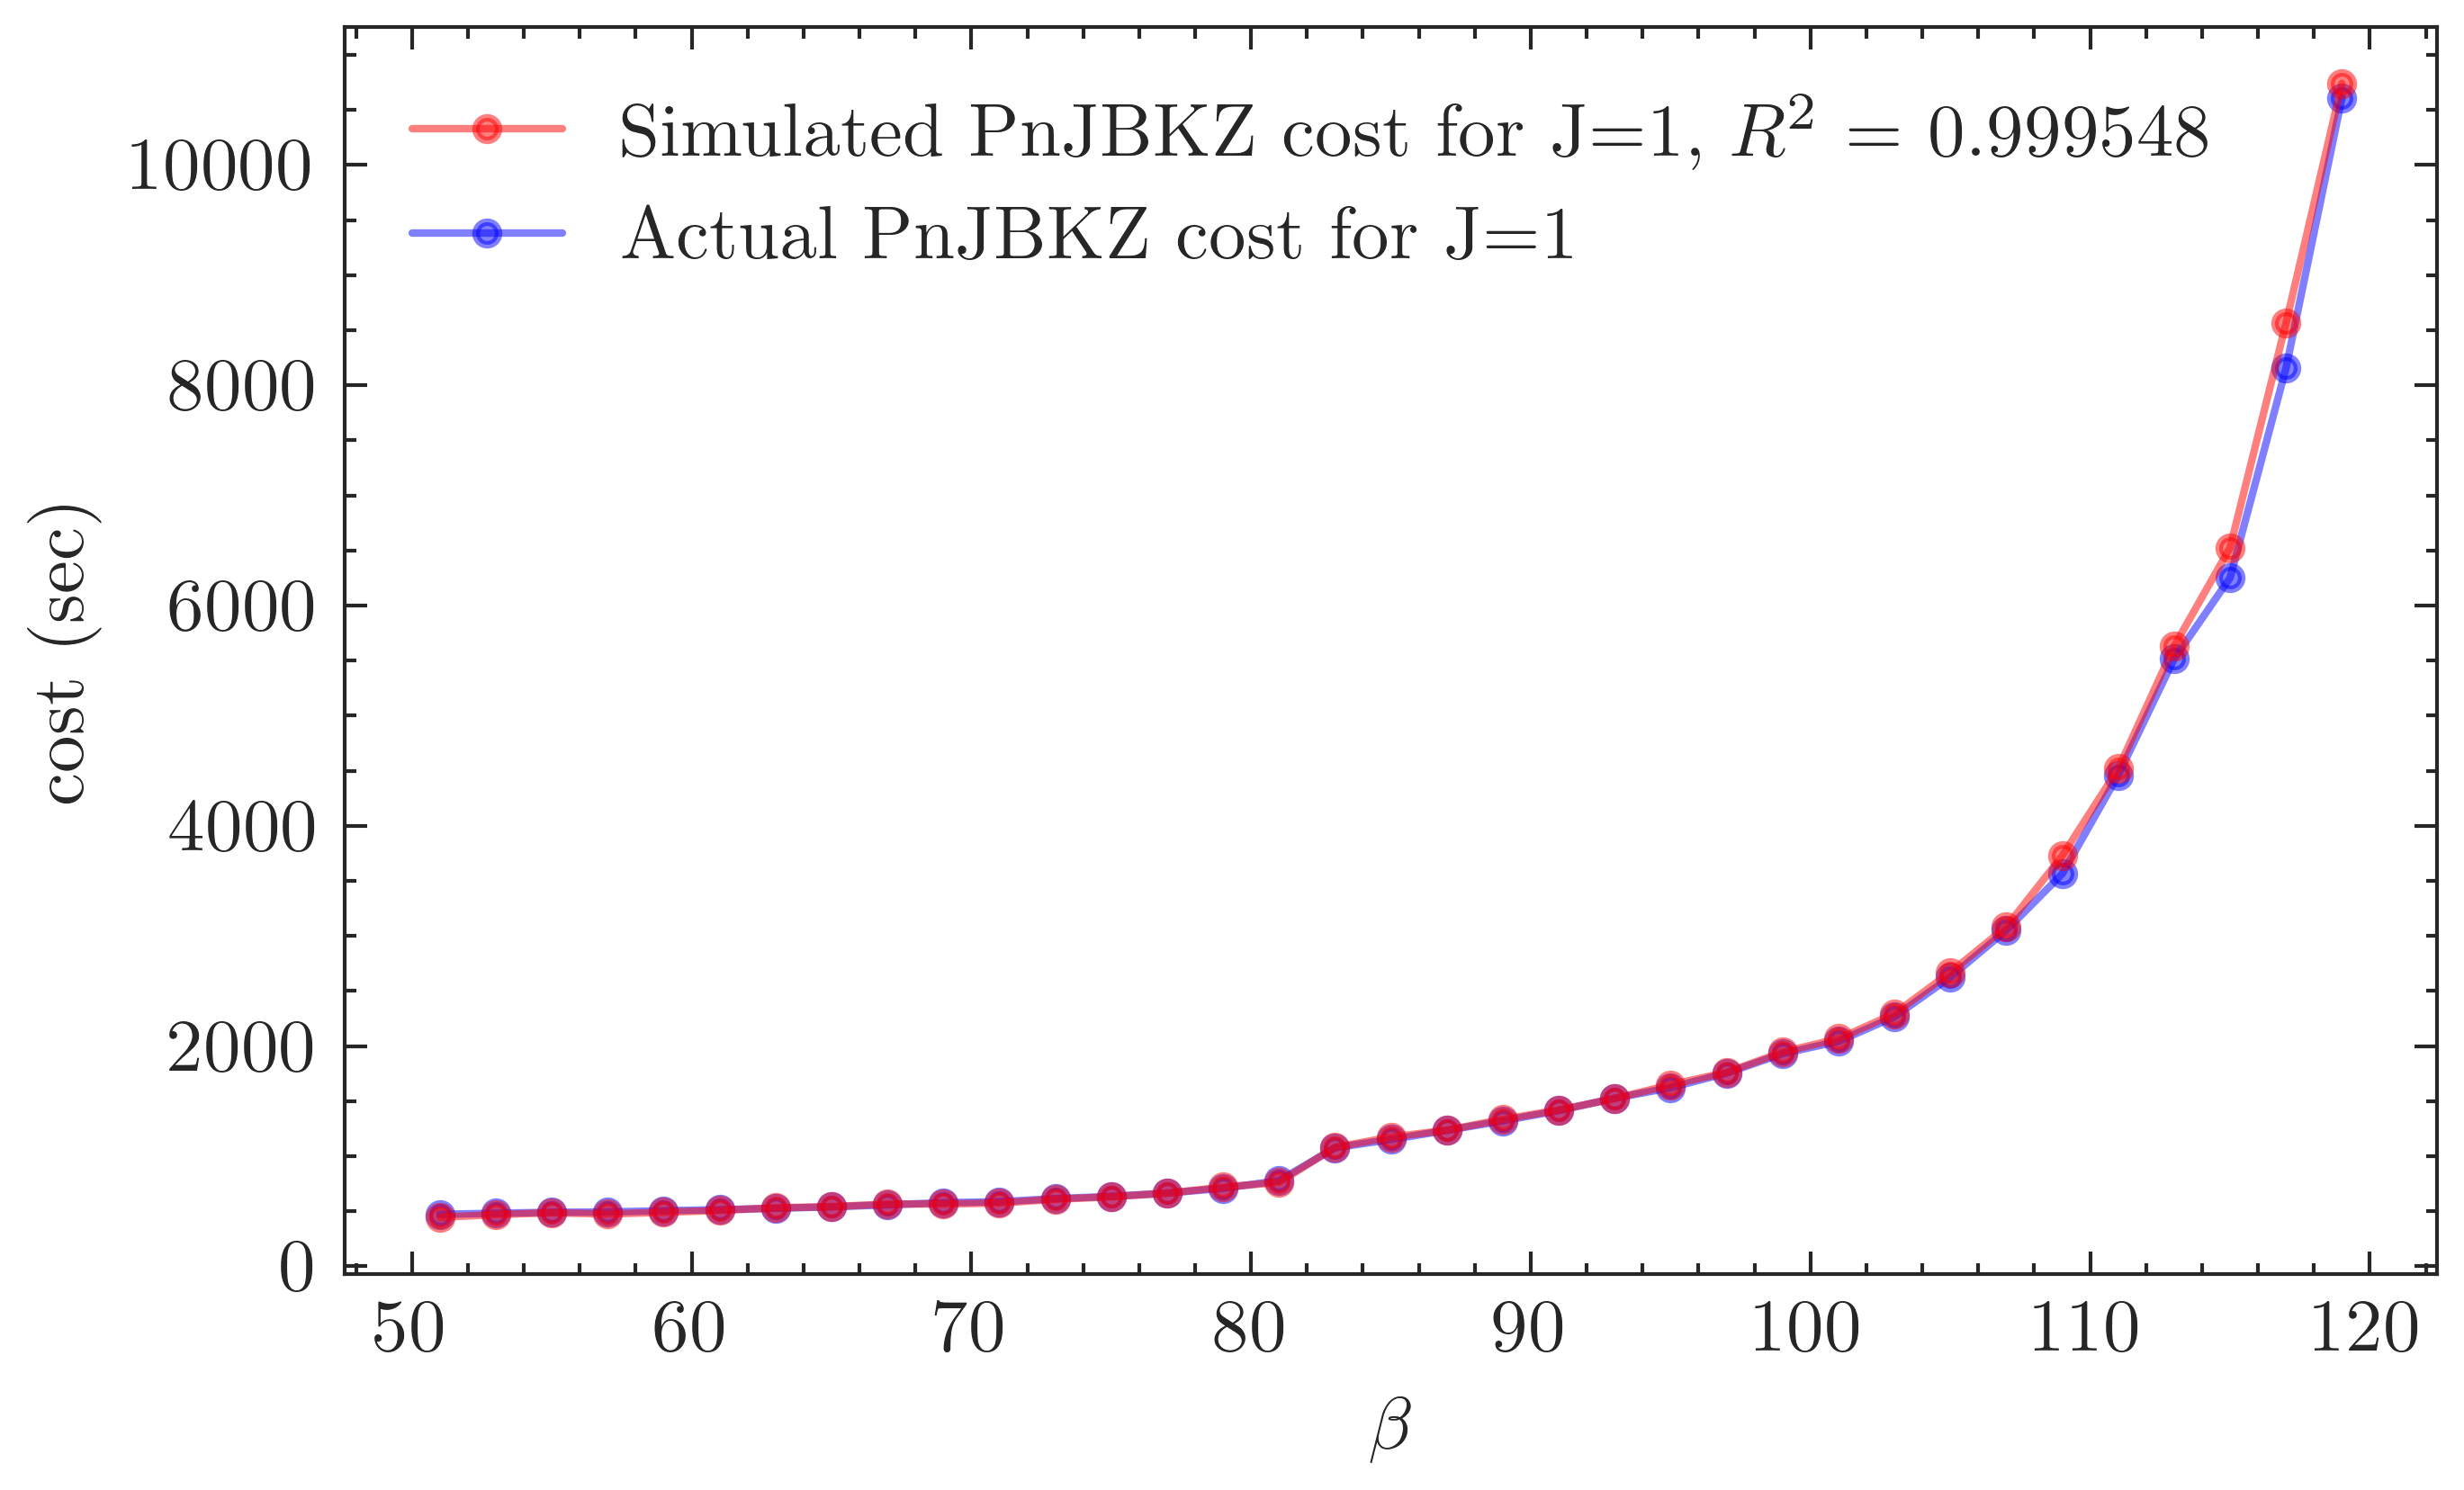 Simulated PnJBKZ cost for J=1, R² = 0.999548
Actual PnJBKZ cost for J=1
cost (sec)
10000
8000
6000
4000
2000
0
50 60 70 80 90 100 110 120
β